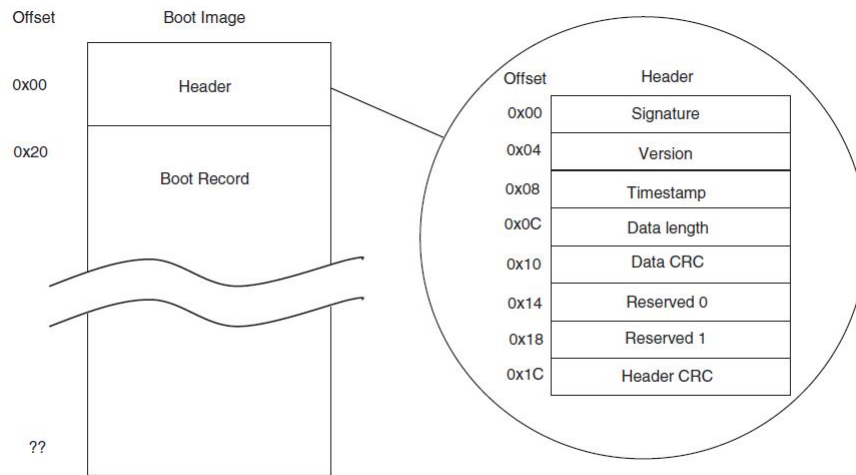 Offset Boot Image
0x00 Header
0x20
Boot Record
??
Offset Header
0x00 Signature
0x04 Version
0x08 Timestamp
0x0C Data length
0x10 Data CRC
0x14 Reserved 0
0x18 Reserved 1
0x1C Header CRC